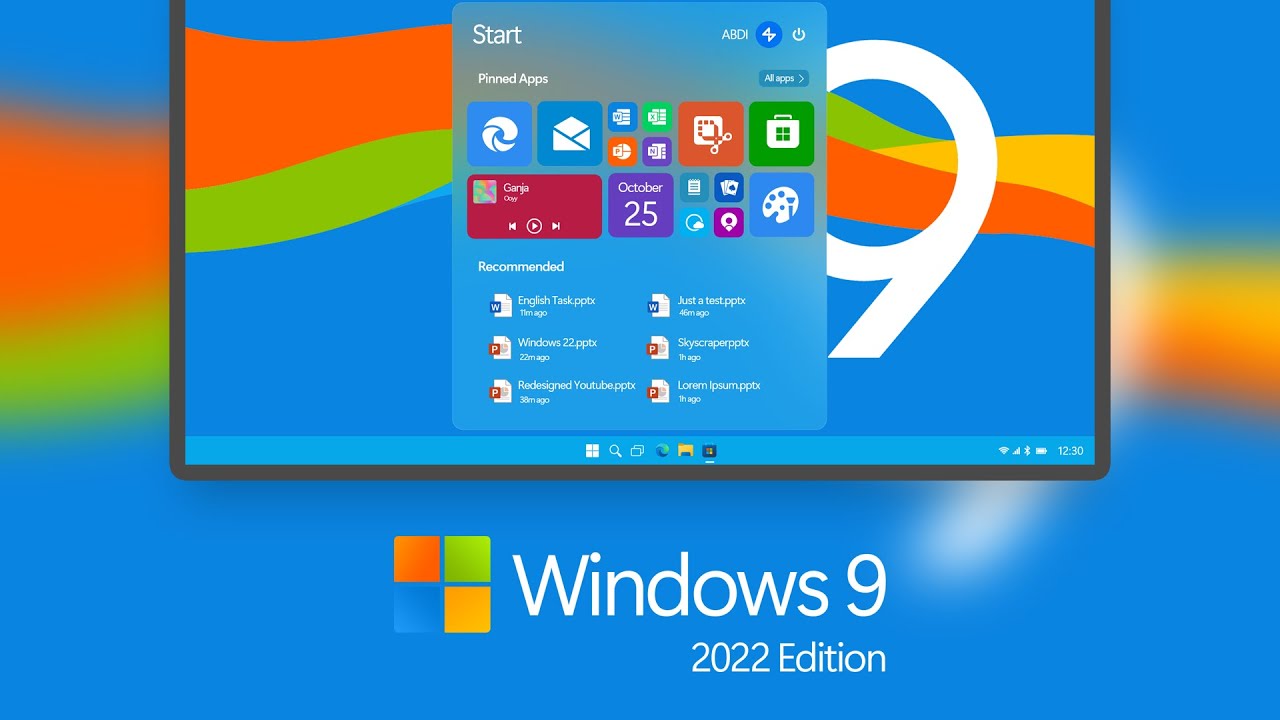 Start
ABDI
Pinned Apps
All apps
W
X
P
N
Ganja
Ooyy
October
25
Recommended
W
English Task.pptx
11m ago
W
Just a test.pptx
46m ago
P
Windows 22.pptx
22m ago
P
Skyscraperpptx
1h ago
P
Redesigned Youtube.pptx
38m ago
P
Lorem Ipsum.pptx
1h ago
9
12:30
Windows 9
2022 Edition